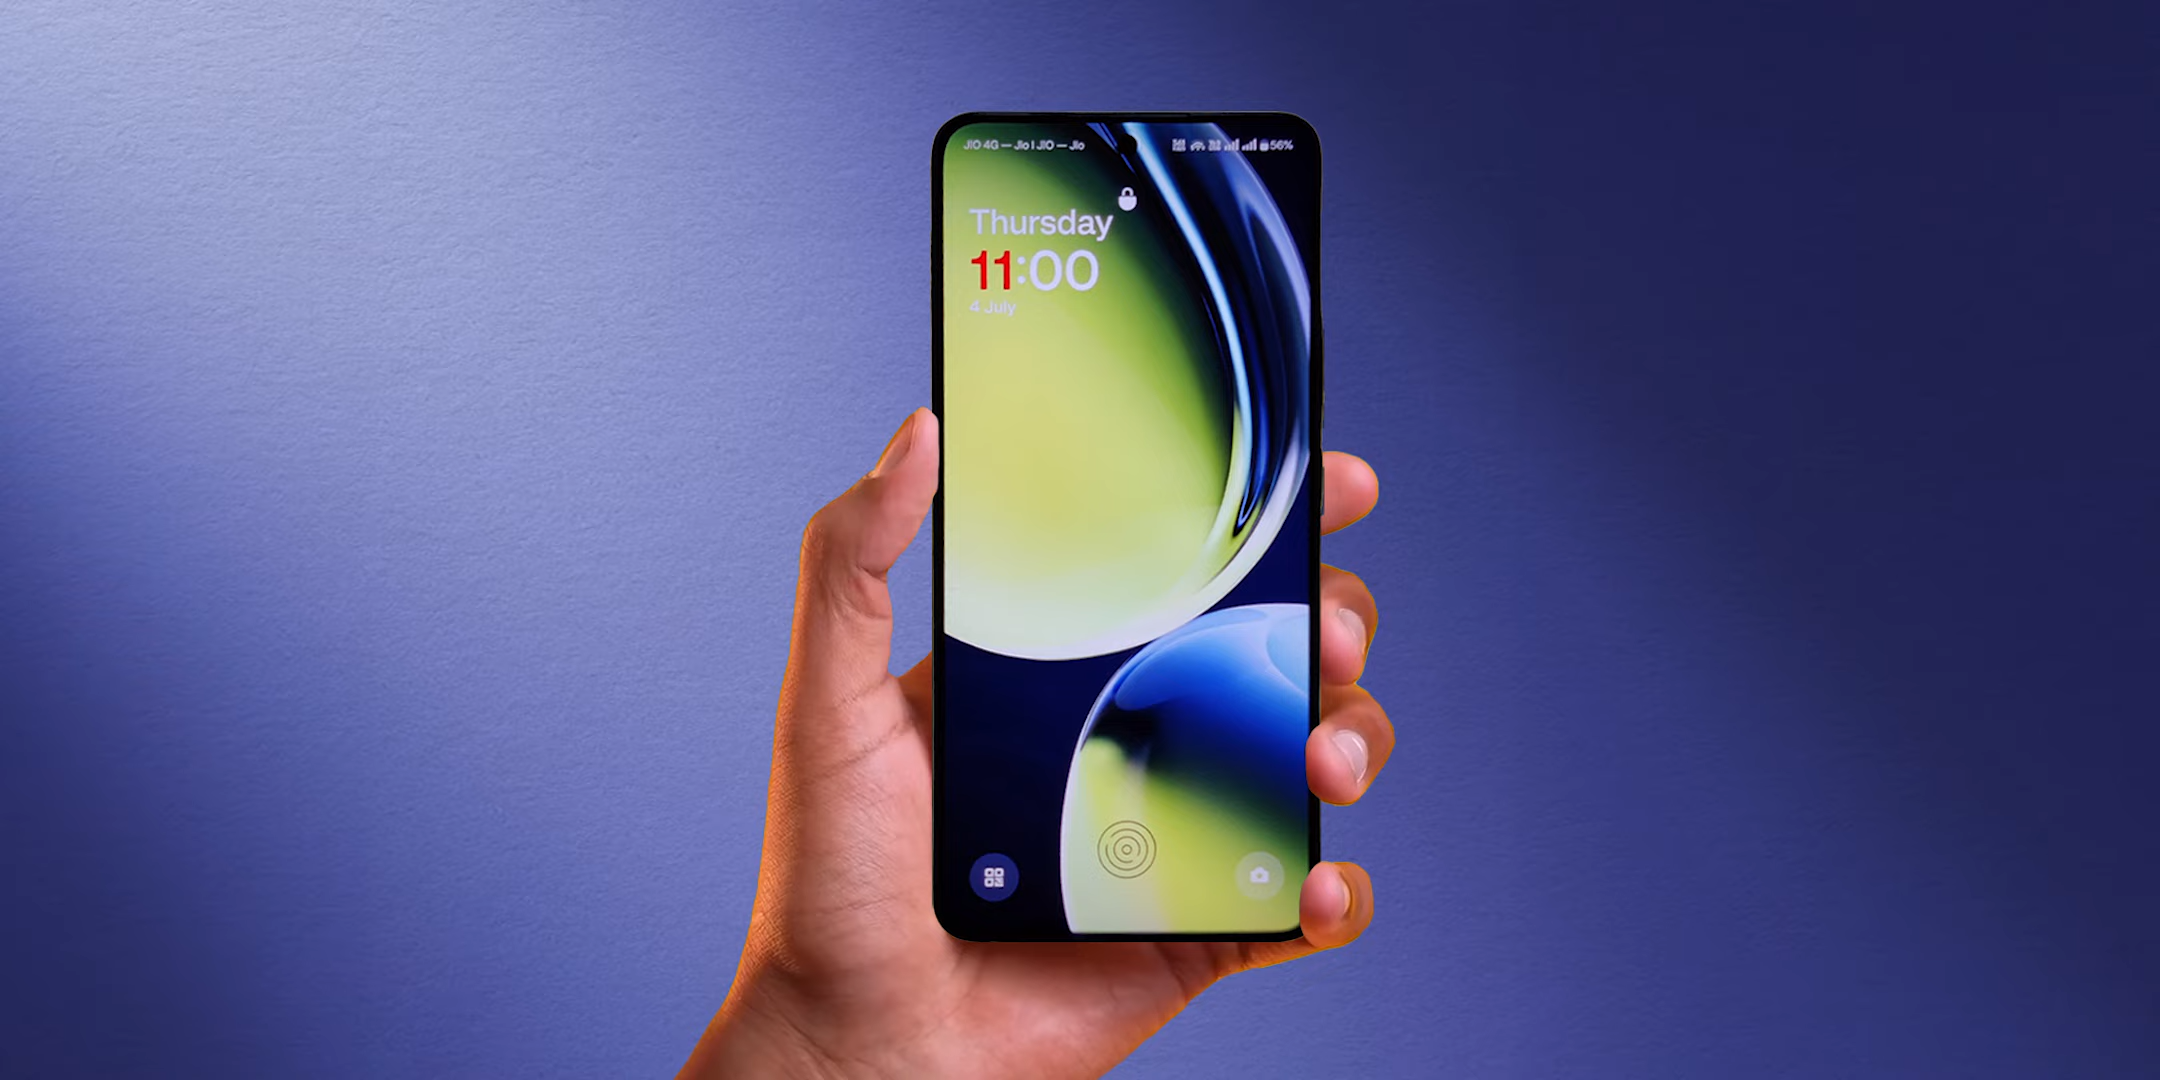 JIO 4G — Jio | JIO — Jio 56%
Thursday
11:00
4 July